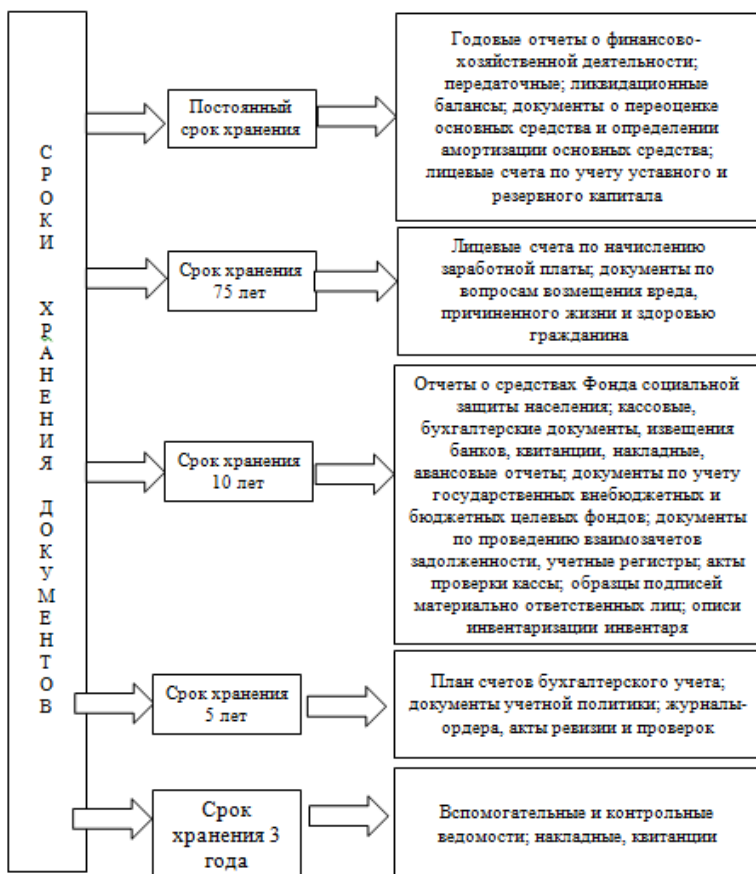 СРОКИ ХРАНЕНИЯ ДОКУМЕНТОВ
Постоянный
срок хранения
Годовые отчеты о финансово-
хозяйственной деятельности;
передаточные; ликвидационные
балансы; документы о переоценке
основных средства и определении
амортизации основных средства;
лицевые счета по учету уставного и
резервного капитала
Срок хранения
75 лет
Лицевые счета по начислению
заработной платы; документы по
вопросам возмещения вреда,
причиненного жизни и здоровью
гражданина
Срок хранения
10 лет
Отчеты о средствах Фонда социальной
защиты населения; кассовые,
бухгалтерские документы, извещения
банков, квитанции, накладные,
авансовые отчеты; документы по учету
государственных внебюджетных и
бюджетных целевых фондов; документы
по проведению взаимозачетов
задолженности, учетные регистры; акты
проверки кассы; образцы подписей
материально ответственных лиц; описи
инвентаризации инвентаря
Срок хранения
5 лет
План счетов бухгалтерского учета;
документы учетной политики; журналы-
ордера, акты ревизии и проверок
Срок
хранения 3
года
Вспомогательные и контрольные
ведомости; накладные, квитанции